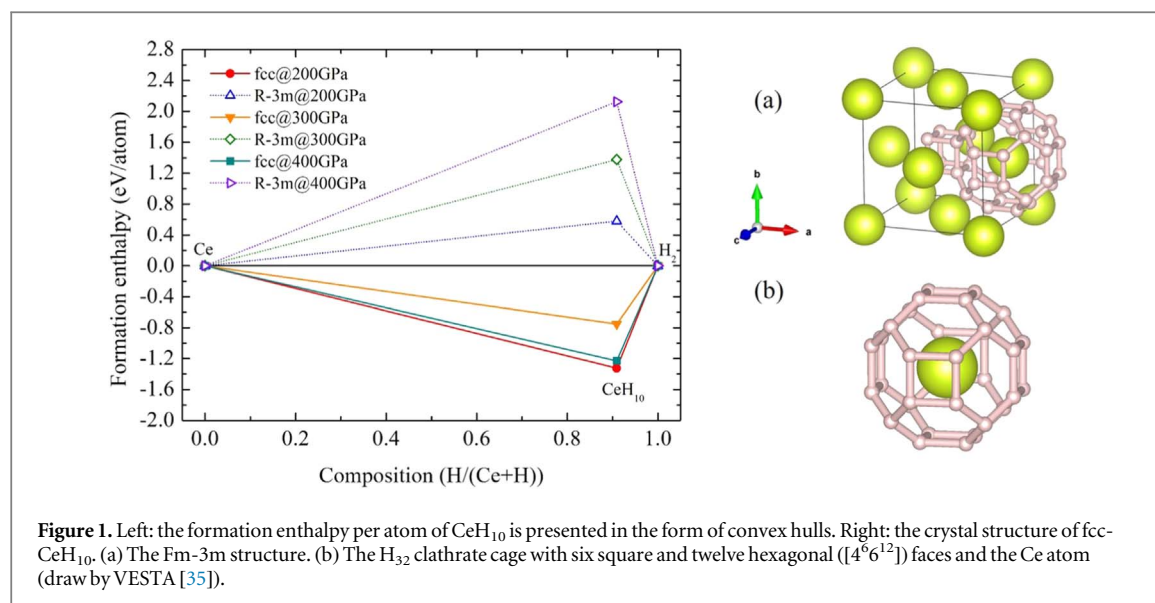 2.8
2.4
2.0
1.6
1.2
0.8
0.4
0.0
-0.4
-0.8
-1.2
-1.6
-2.0
Formation enthalpy (eV/atom)
fcc@200GPa
R-3m@200GPa
fcc@300GPa
R-3m@300GPa
fcc@400GPa
R-3m@400GPa
Ce
H₂
CeH₁₀
0.0 0.2 0.4 0.6 0.8 1.0
Composition (H/(Ce+H))
(a)
b
c
a
(b)
Figure 1. Left: the formation enthalpy per atom of CeH₁₀ is presented in the form of convex hulls. Right: the crystal structure of fcc-
CeH₁₀. (a) The Fm-3m structure. (b) The H₃₂ clathrate cage with six square and twelve hexagonal ([4⁶6¹²]) faces and the Ce atom
(draw by VESTA [35]).